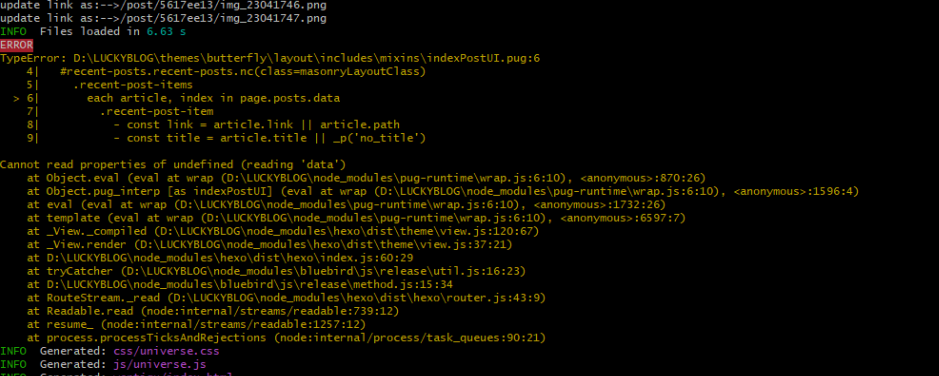 update link as:-->/post/5617ee13/img_23041746.png
update link as:-->/post/5617ee13/img_23041747.png
INFO  Files loaded in 6.63 s
ERROR
TypeError: D:\LUCKYBLOG\themes\butterfly\layout\includes\mixins\indexPostUI.pug:6
    4|   #recent-posts.recent-posts.nc(class=masonryLayoutClass)
    5|     .recent-post-items
  > 6|       each article, index in page.posts.data
    7|         .recent-post-item
    8|           - const link = article.link || article.path
    9|           - const title = article.title || _p('no_title')
Cannot read properties of undefined (reading 'data')
    at Object.eval (eval at wrap (D:\LUCKYBLOG\node_modules\pug-runtime\wrap.js:6:10), <anonymous>:870:26)
    at Object.pug_interp [as indexPostUI] (eval at wrap (D:\LUCKYBLOG\node_modules\pug-runtime\wrap.js:6:10), <anonymous>:1596:4)
    at eval (eval at wrap (D:\LUCKYBLOG\node_modules\pug-runtime\wrap.js:6:10), <anonymous>:1732:26)
    at template (eval at wrap (D:\LUCKYBLOG\node_modules\pug-runtime\wrap.js:6:10), <anonymous>:6597:7)
    at _View._compiled (D:\LUCKYBLOG\node_modules\hexo\dist\theme\view.js:120:67)
    at _View.render (D:\LUCKYBLOG\node_modules\hexo\dist\theme\view.js:37:21)
    at D:\LUCKYBLOG\node_modules\hexo\dist\hexo\index.js:60:29
    at tryCatcher (D:\LUCKYBLOG\node_modules\bluebird\js\release\util.js:16:23)
    at D:\LUCKYBLOG\node_modules\bluebird\js\release\method.js:15:34
    at RouteStream._read (D:\LUCKYBLOG\node_modules\hexo\dist\hexo\router.js:43:9)
    at Readable.read (node:internal/streams/readable:739:12)
    at resume_ (node:internal/streams/readable:1257:12)
    at process.processTicksAndRejections (node:internal/process/task_queues:90:21)
INFO  Generated: css/universe.css
INFO  Generated: js/universe.js
INFO  Generated: